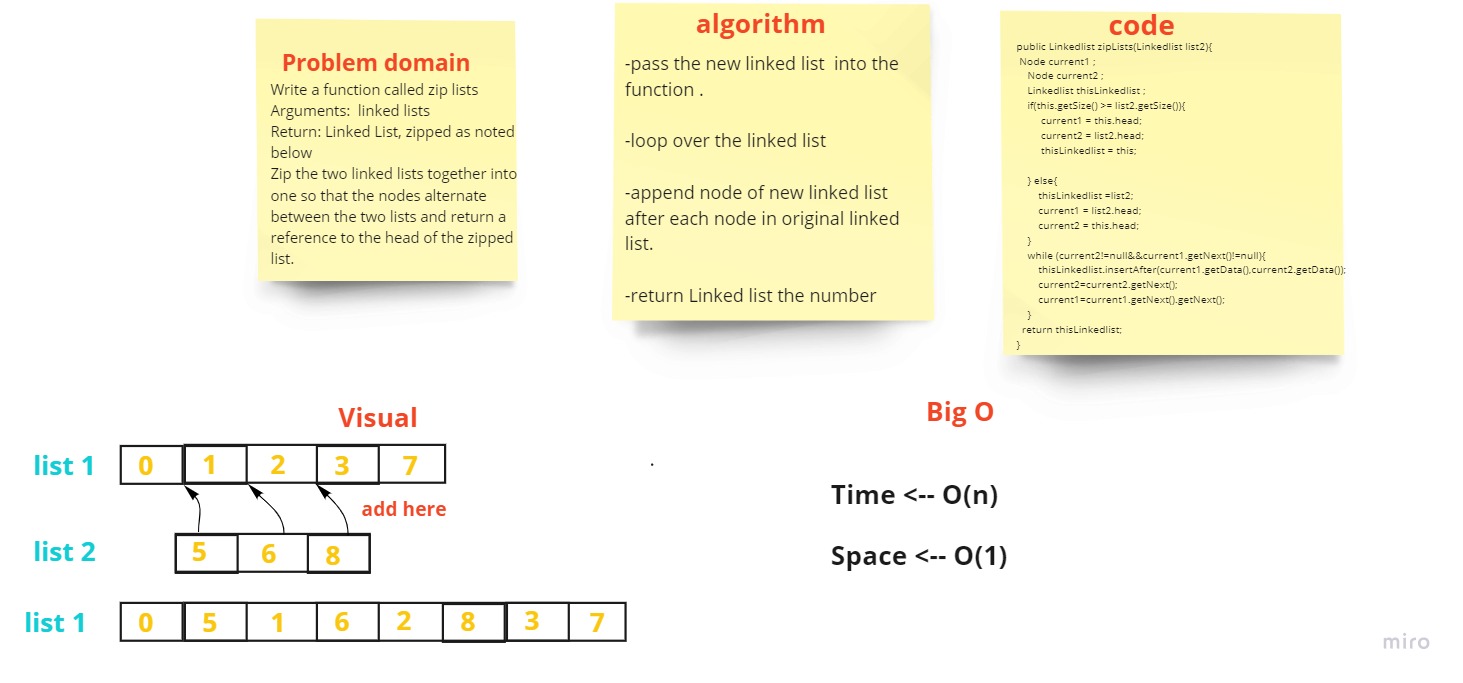 Problem domain
Write a function called zip lists
Arguments:  linked lists
Return: Linked List, zipped as noted
below
Zip the two linked lists together into
one so that the nodes alternate
between the two lists and return a
reference to the head of the zipped
list.
algorithm
-pass the new linked list  into the
function .
-loop over the linked list
-append node of new linked list
after each node in original linked
list.
-return Linked list the number
code
public Linkedlist zipLists(Linkedlist list2){
Node current1 ;
Node current2 ;
Linkedlist thisLinkedlist ;
if(this.getSize() >= list2.getSize()){
current1 = this.head;
current2 = list2.head;
thisLinkedlist = this;
} else{
thisLinkedlist =list2;
current1 = list2.head;
current2 = this.head;
}
while (current2!=null&&current1.getNext()!=null){
thisLinkedlist.insertAfter(current1.getData(),current2.getData());
current2=current2.getNext();
current1=current1.getNext().getNext();
}
return thisLinkedlist;
}
Visual
list 1 0 1 2 3 7
add here
list 2 5 6 8
list 1 0 5 1 6 2 8 3 7
Big O
Time <-- O(n)
Space <-- O(1)
miro